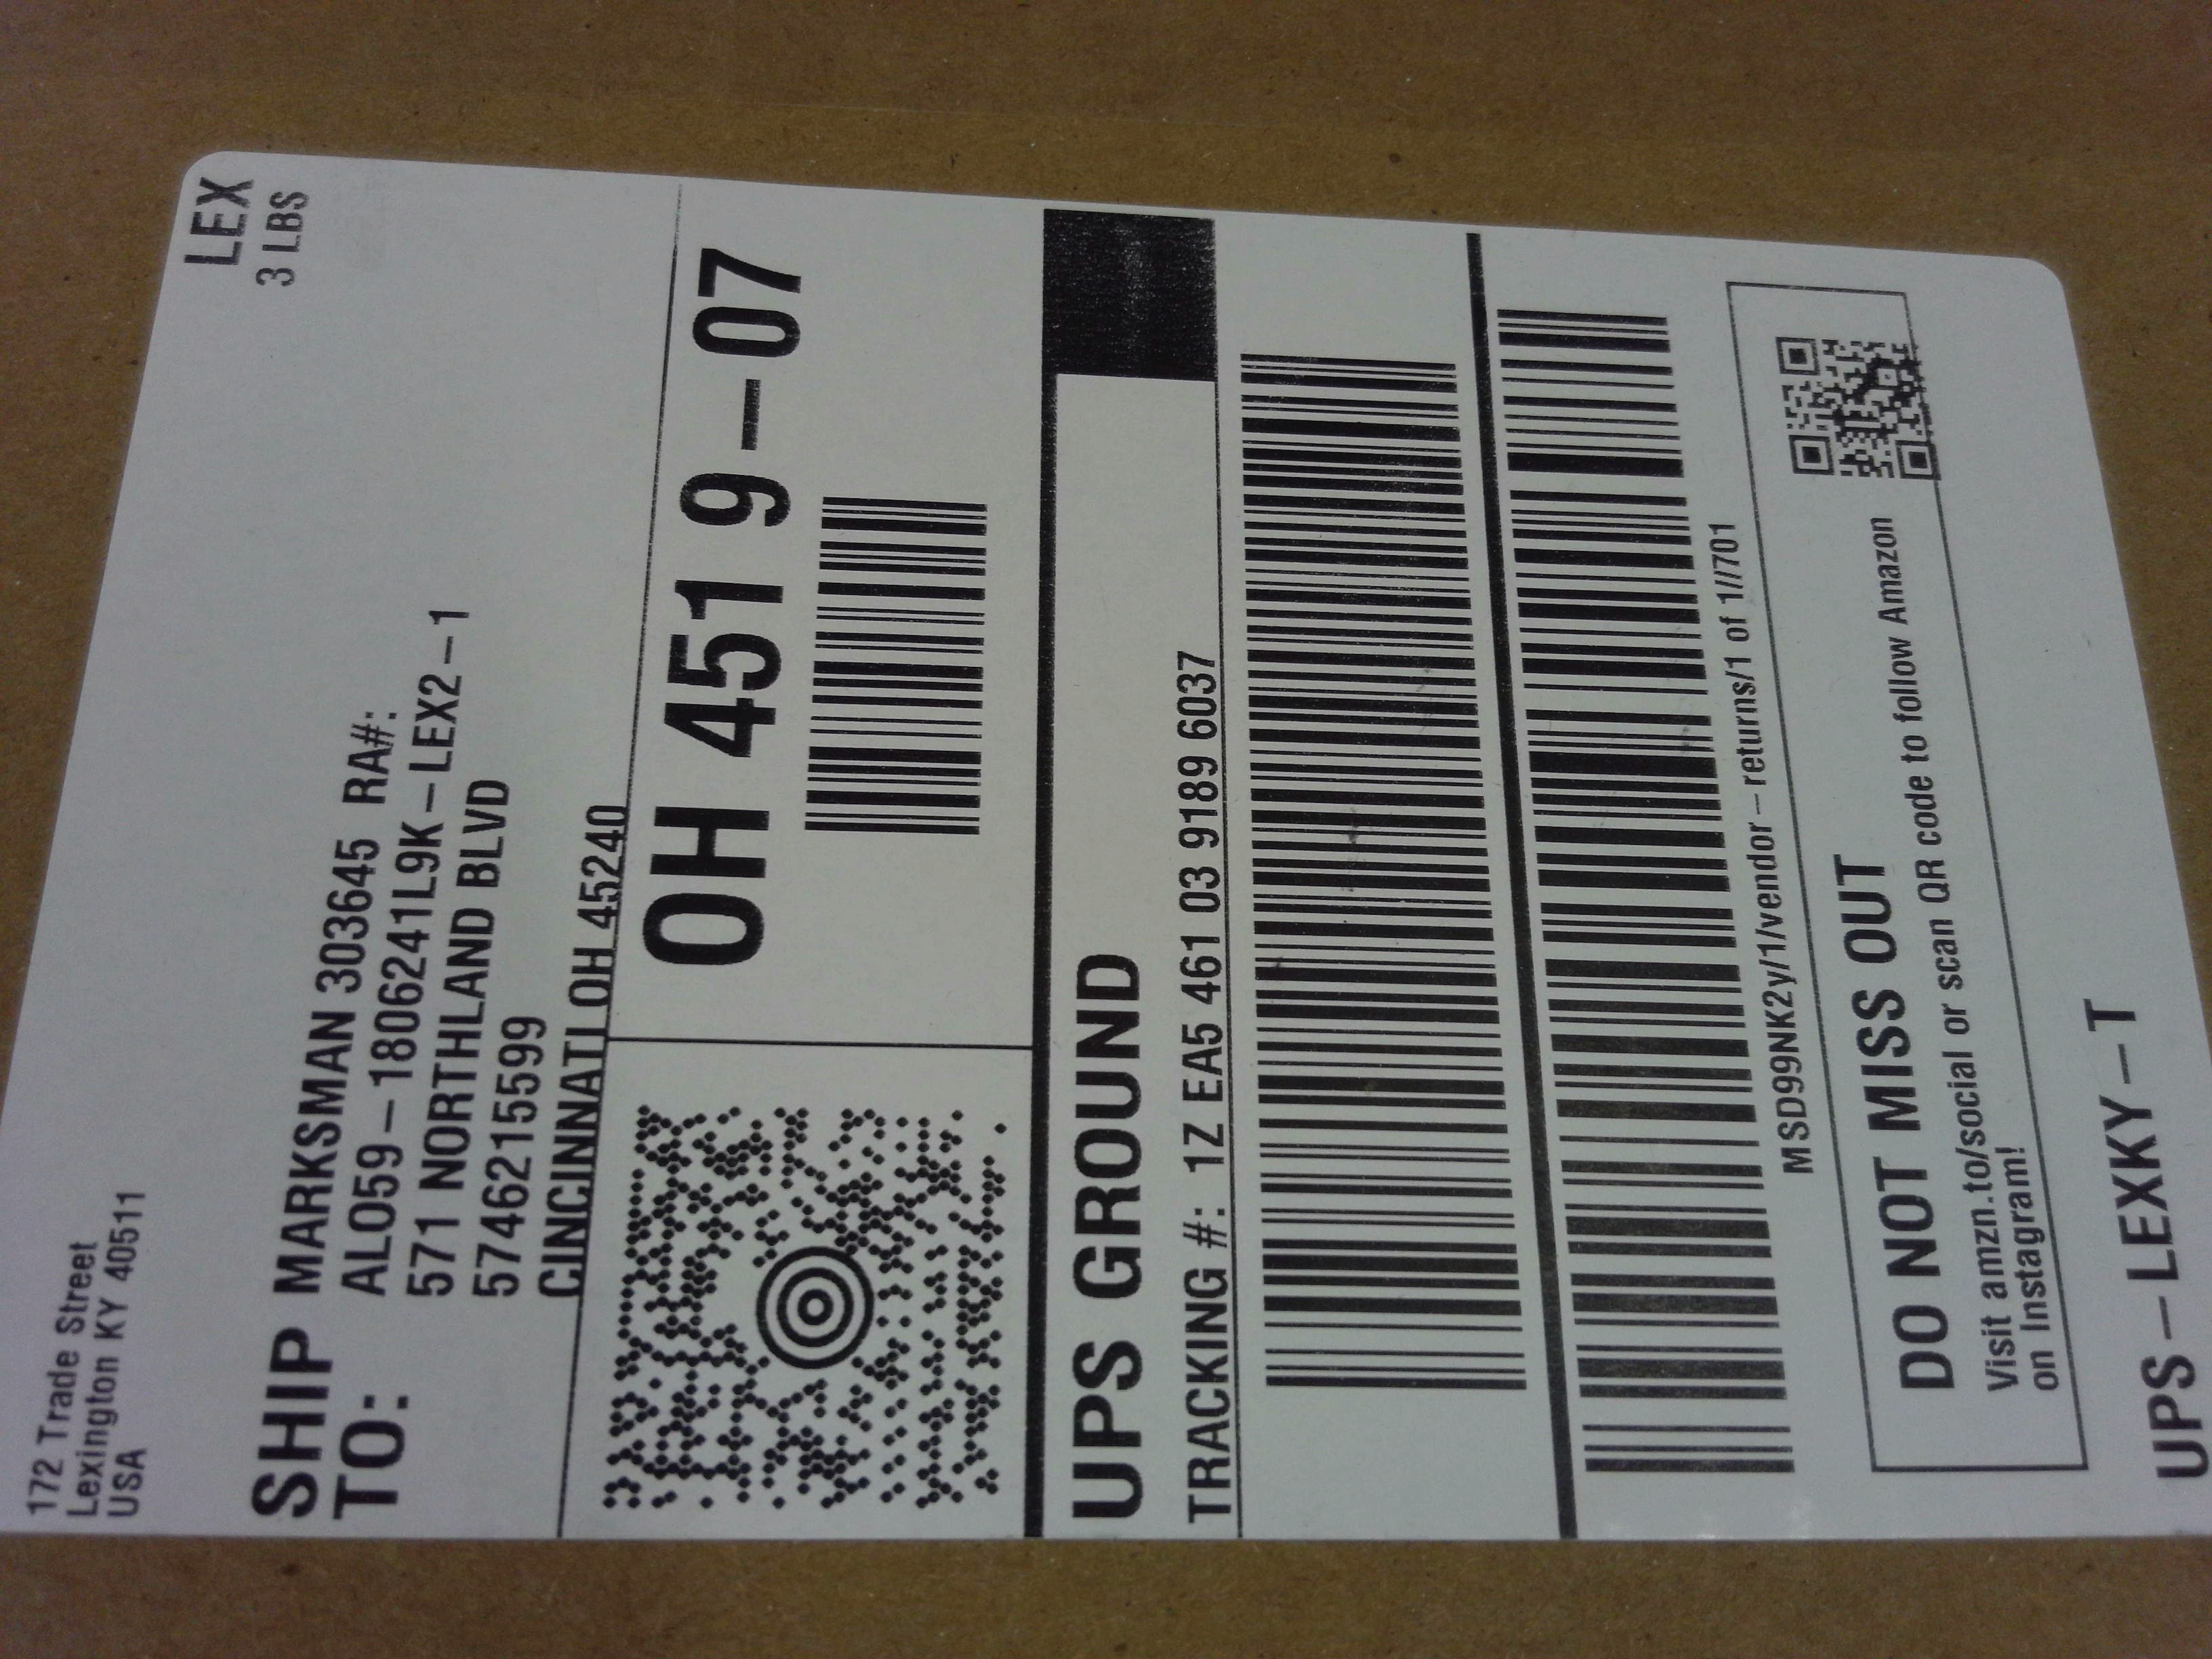 172 Trade Street
Lexington KY 40511
USA
LEX
3 LBS
SHIP
TO:
MARKSMAN 303645 RA#:
ALO59-1806241L9K-LEX2-1
571 NORTHLAND BLVD
5746215599
CINCINNATI OH 45240
OH 451 9-07
UPS GROUND
TRACKING #: 1Z EA5 461 03 9189 6037
MSD99NK2y/1/vendor-returns/1 of 1//701
DO NOT MISS OUT
Visit amzn.to/social or scan QR code to follow Amazon
on Instagram!
UPS-LEXKY-T